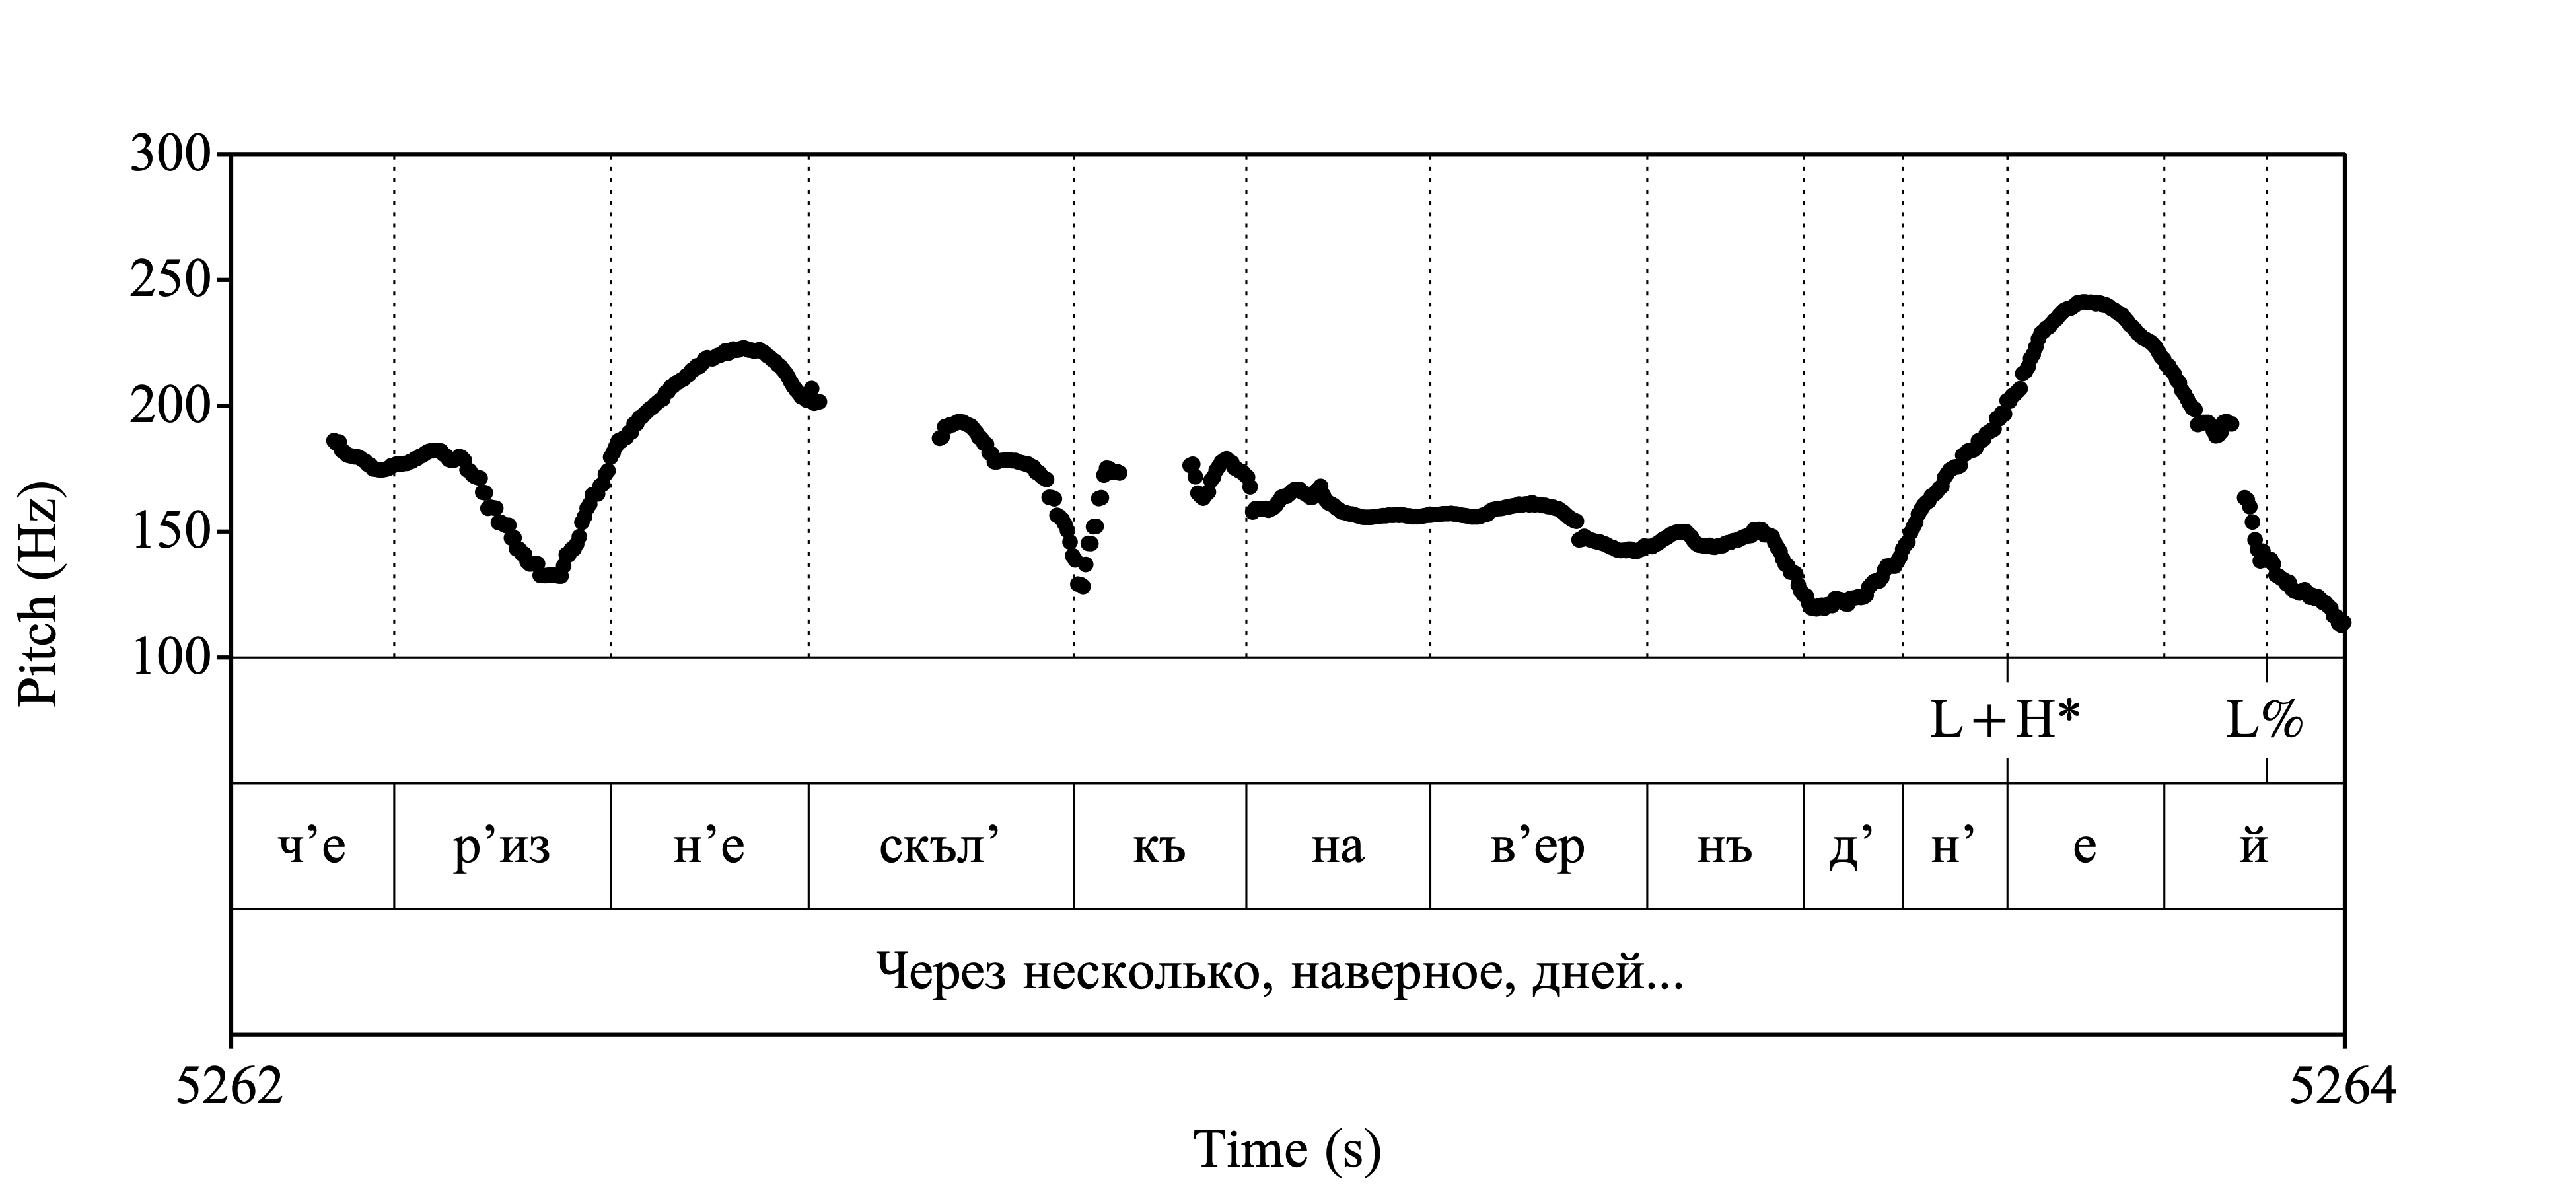 300
250
200
150
100
Pitch (Hz)
L+H* L%
ч’е р’из н’е скъл’ къ на в’ер нъ д’ н’ е й
Через несколько, наверное, дней...
5262 5264
Time (s)